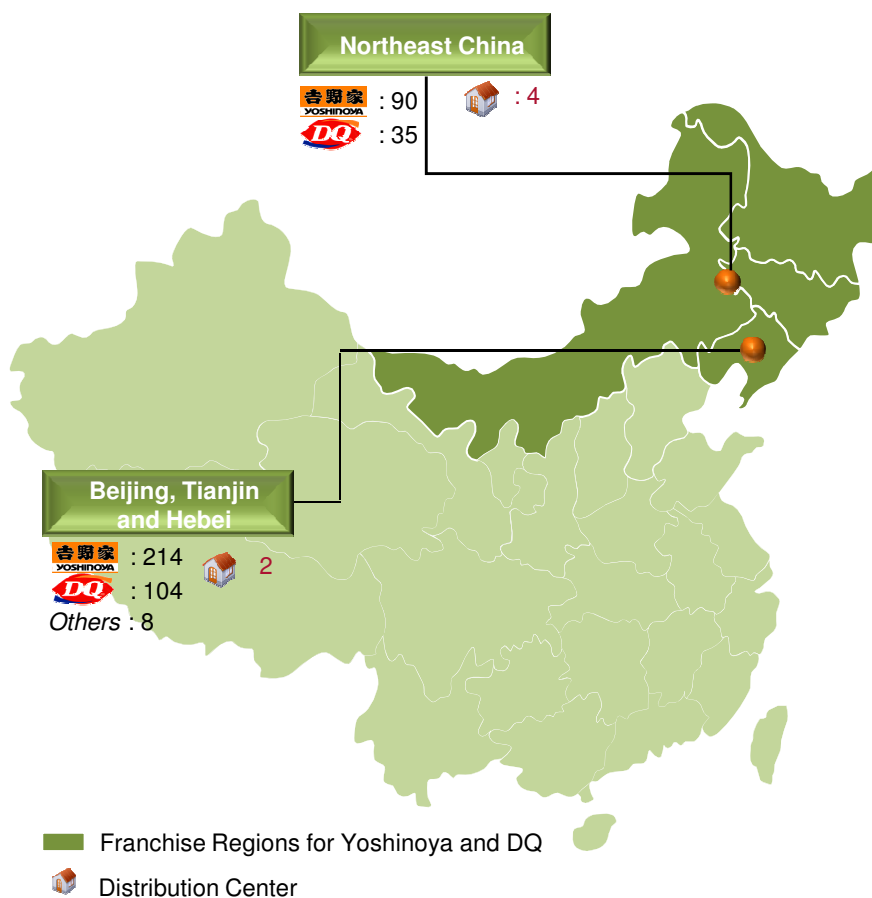 Northeast China
吉野家
YOSHINOYA
: 90
: 4
DQ
: 35
Beijing, Tianjin
and Hebei
吉野家
YOSHINOYA
: 214
2
DQ
: 104
Others : 8
Franchise Regions for Yoshinoya and DQ
Distribution Center